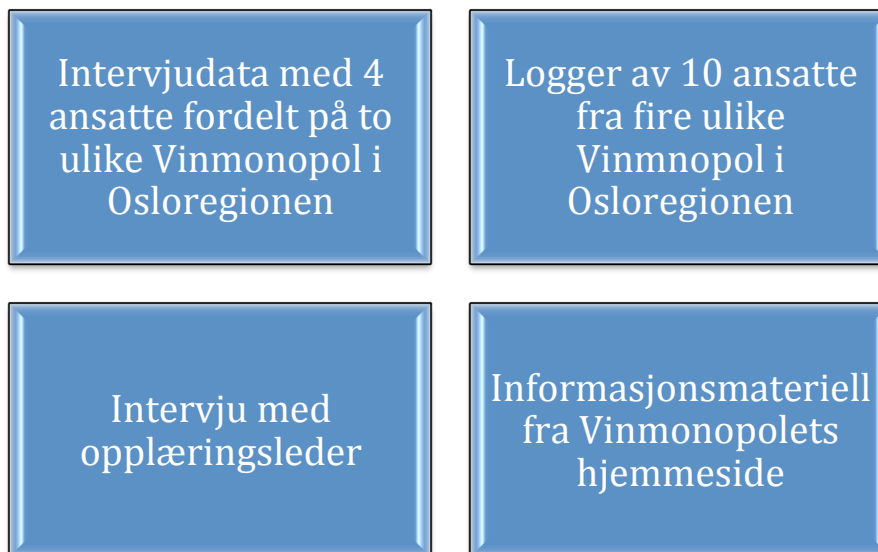 Intervjudata med 4
ansatte fordelt på to
ulike Vinmonopol i
Osloregionen
Logger av 10 ansatte
fra fire ulike
Vinmnopol i
Osloregionen
Intervju med
opplæringsleder
Informasjonsmateriell
fra Vinmonopolets
hjemmeside